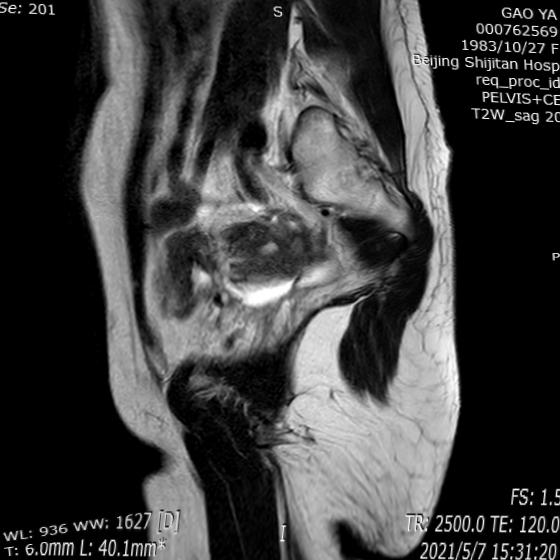 Se: 201
S
GAO YA
000762569
1983/10/27 F
Beijing Shijitan Hosp
req_proc_id
PELVIS+CE
T2W_sag 20
P
FS: 1.5
WL: 936 WW: 1627 [D]
TR: 2500.0 TE: 120.0
T: 6.0mm L: 40.1mm*
I
2021/5/7 15:31:20